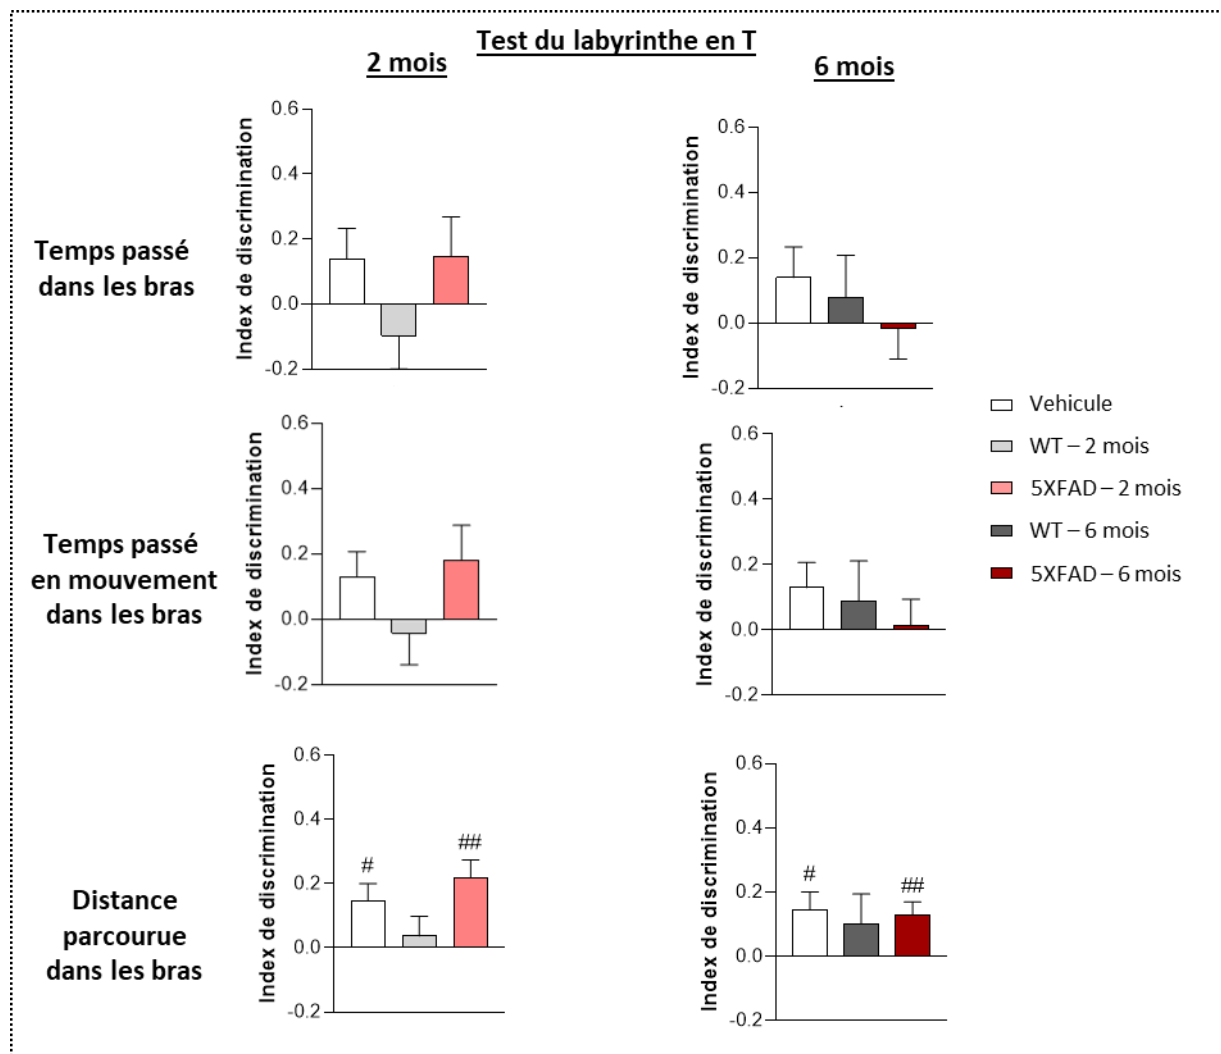 Test du labyrinthe en T
2 mois
6 mois
Temps passé
dans les bras
Index de discrimination
0.6
0.4
0.2
0.0
-0.2
Index de discrimination
0.6
0.4
0.2
0.0
-0.2
Vehicule
WT – 2 mois
5XFAD – 2 mois
WT – 6 mois
5XFAD – 6 mois
Temps passé
en mouvement
dans les bras
Index de discrimination
0.6
0.4
0.2
0.0
-0.2
Index de discrimination
0.6
0.4
0.2
0.0
-0.2
Distance
parcourue
dans les bras
Index de discrimination
0.6
0.4
0.2
0.0
-0.2
#
##
Index de discrimination
0.6
0.4
0.2
0.0
-0.2
#
##